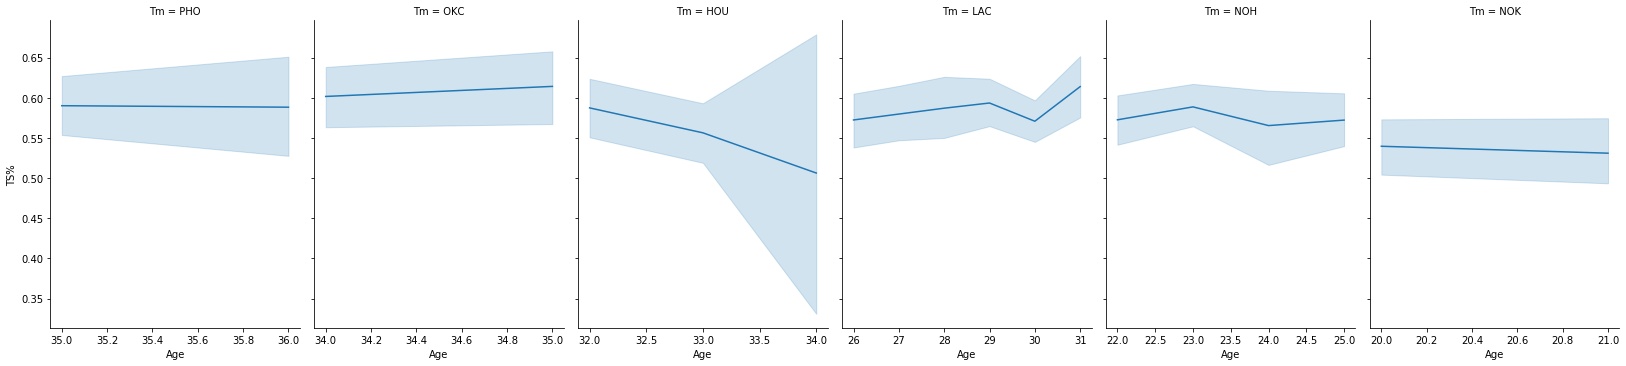 Tm = PHO
Tm = OKC
Tm = HOU
Tm = LAC
Tm = NOH
Tm = NOK
TS%
0.65
0.60
0.55
0.50
0.45
0.40
0.35
35.0 35.2 35.4 35.6 35.8 36.0
34.0 34.2 34.4 34.6 34.8 35.0
32.0 32.5 33.0 33.5 34.0
26 27 28 29 30 31
22.0 22.5 23.0 23.5 24.0 24.5 25.0
20.0 20.2 20.4 20.6 20.8 21.0
Age
Age
Age
Age
Age
Age